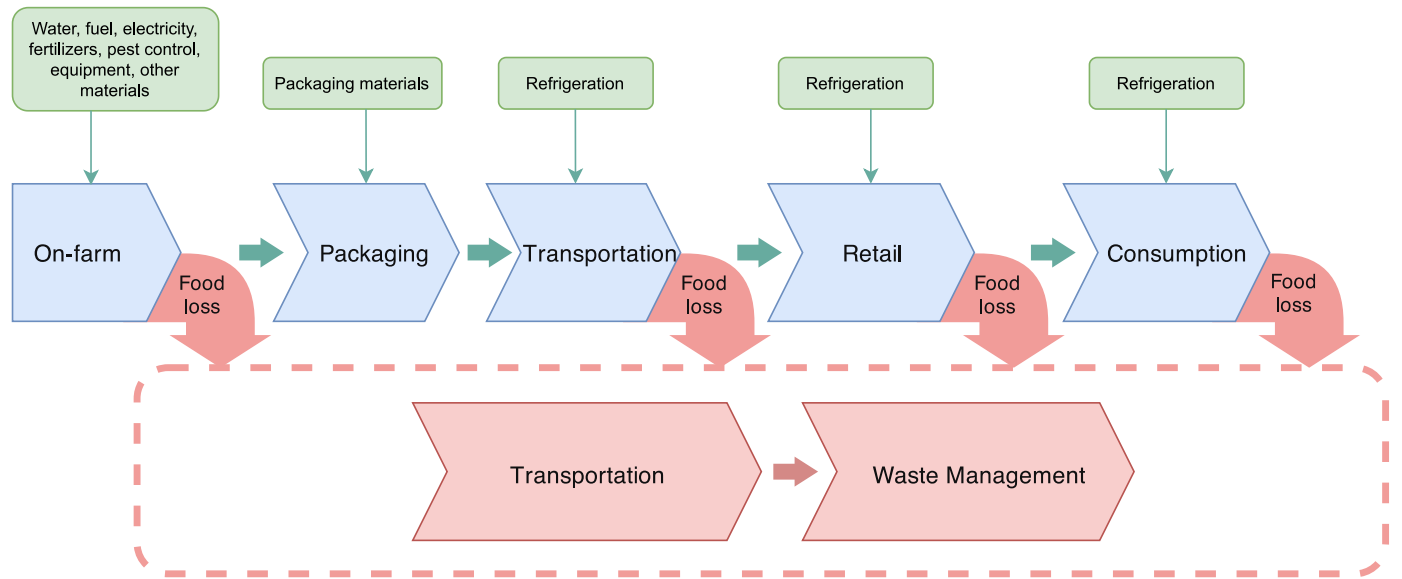 Water, fuel, electricity,
fertilizers, pest control,
equipment, other
materials
Packaging materials
Refrigeration
Refrigeration
Refrigeration
On-farm
Packaging
Transportation
Retail
Consumption
Food
loss
Food
loss
Food
loss
Food
loss
Transportation
Waste Management